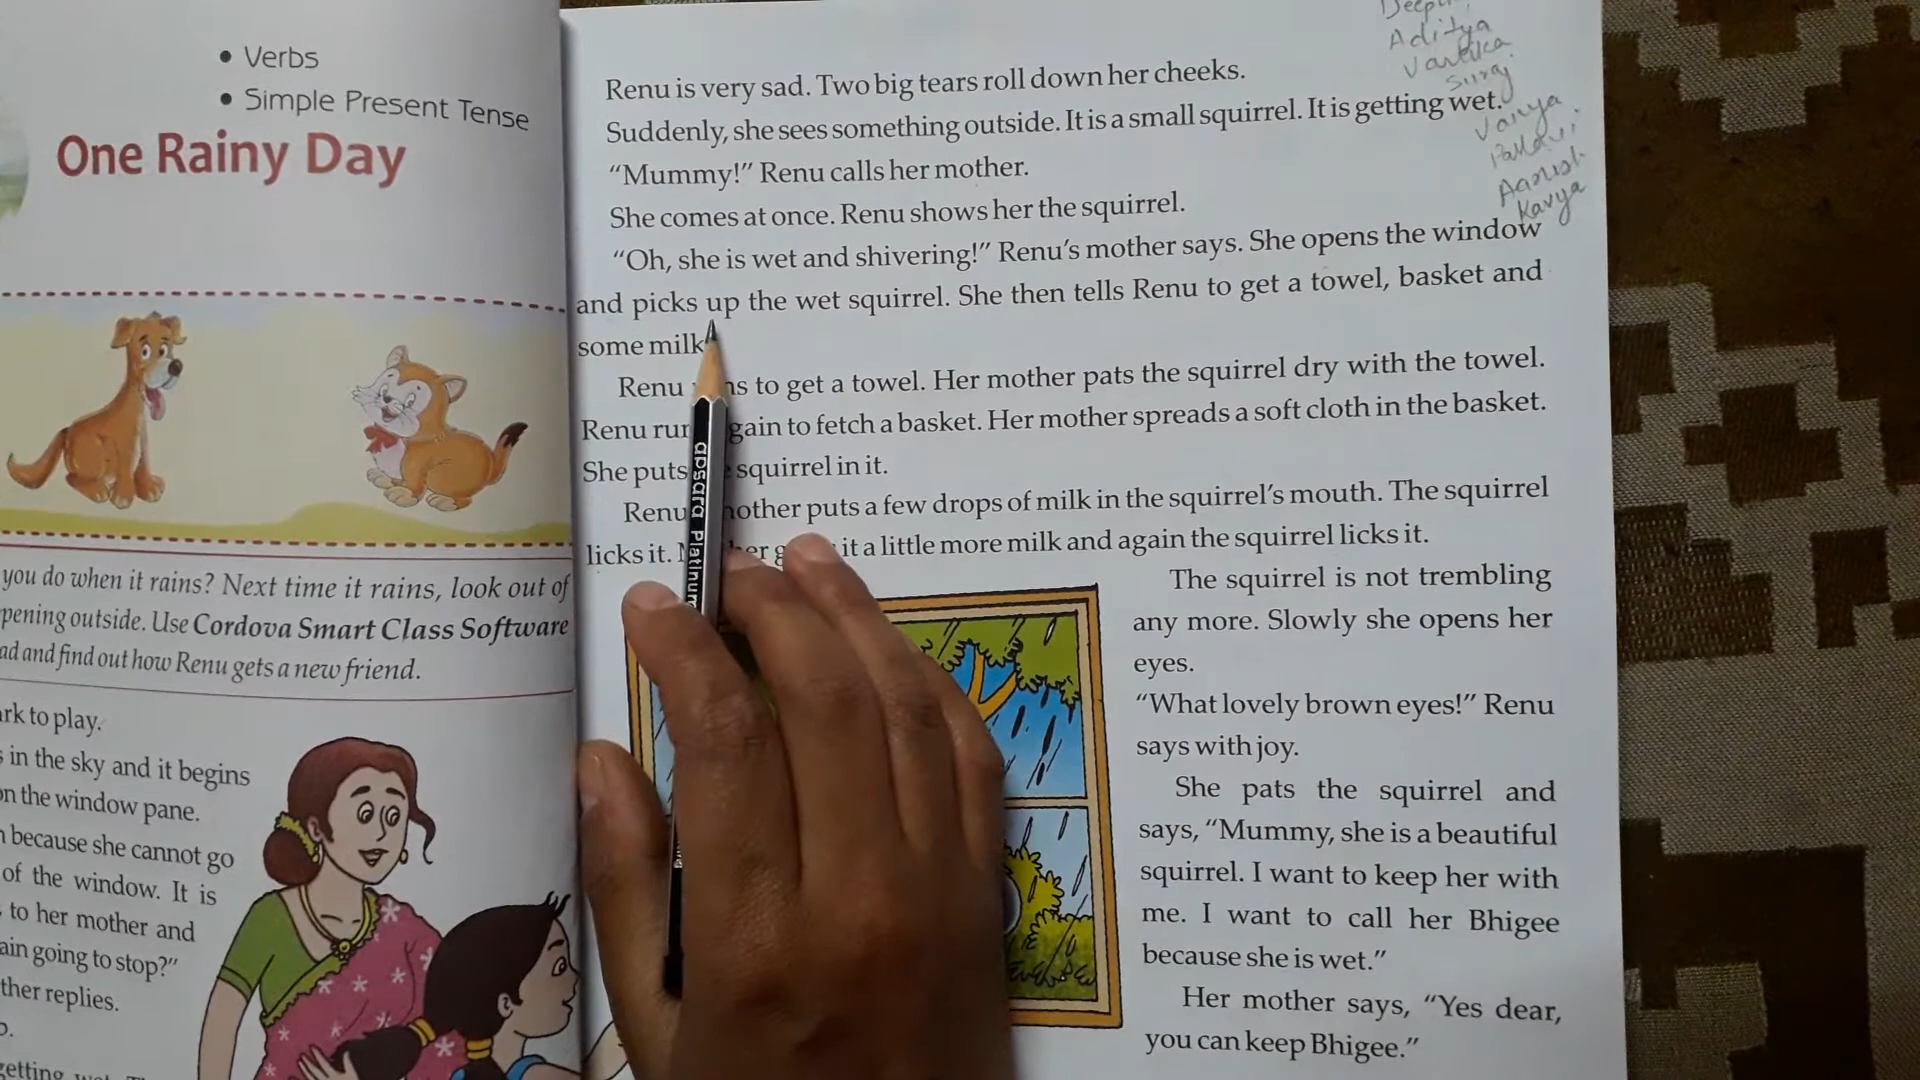 • Verbs
• Simple Present Tense
One Rainy Day
you do when it rains? Next time it rains, look out of
pening outside. Use Cordova Smart Class Software
ad and find out how Renu gets a new friend.
rk to play.
in the sky and it begins
on the window pane.
because she cannot go
of the window. It is
to her mother and
ain going to stop?"
ther replies.
getting
Renu is very sad. Two big tears roll down her cheeks.
Suddenly, she sees something outside. It is a small squirrel. It is getting wet.
“Mummy!” Renu calls her mother.
She comes at once. Renu shows her the squirrel.
“Oh, she is wet and shivering!” Renu’s mother says. She opens the window
and picks up the wet squirrel. She then tells Renu to get a towel, basket and
some milk
Renu to get a towel. Her mother pats the squirrel dry with the towel.
Renu gain to fetch a basket. Her mother spreads a soft cloth in the basket.
She puts squirrel in it.
Renu other puts a few drops of milk in the squirrel’s mouth. The squirrel
licks it. it a little more milk and again the squirrel licks it.
The squirrel is not trembling
any more. Slowly she opens her
eyes.
“What lovely brown eyes!” Renu
says with joy.
She pats the squirrel and
says, “Mummy, she is a beautiful
squirrel. I want to keep her with
me. I want to call her Bhigee
because she is wet.”
Her mother says, “Yes dear,
you can keep Bhigee.”
Aditya
Suraj
Vanya
Aarish
Kavya
apsara Platinum